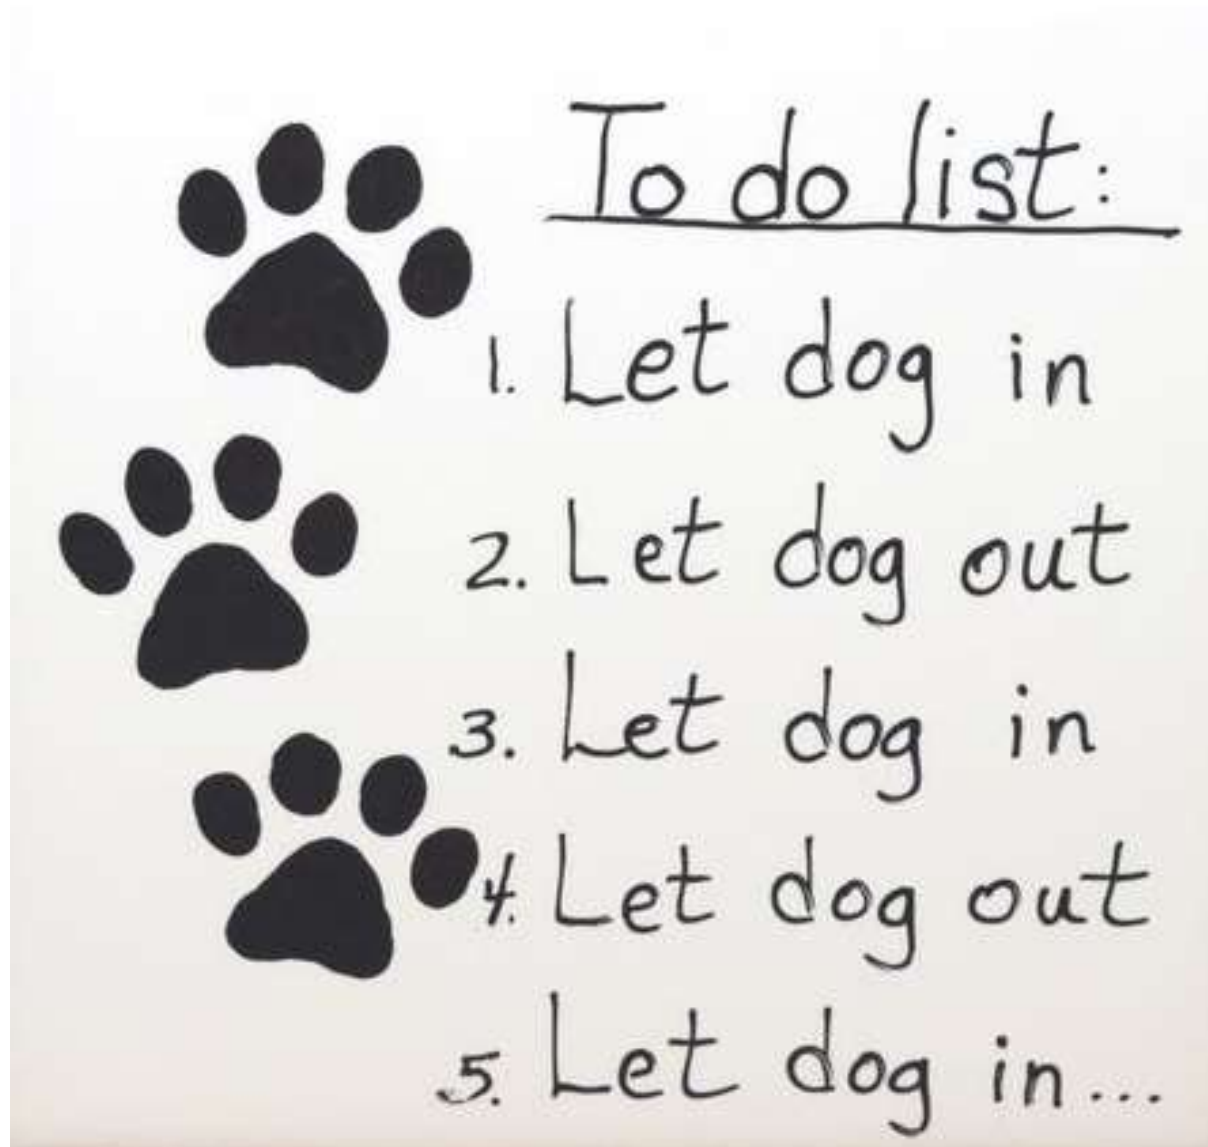 To do list:
1. Let dog in
2. Let dog out
3. Let dog in
4. Let dog out
5. Let dog in...